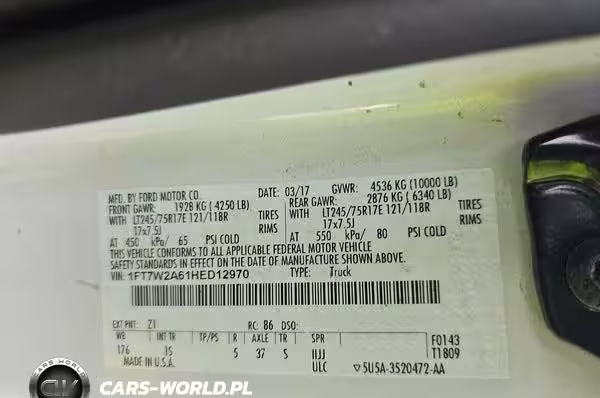 MFD. BY FORD MOTOR CO.
DATE: 03/17 GVWR: 4536 KG (10000 LB)
FRONT GAWR: 1928 KG ( 4250 LB) REAR GAWR: 2876 KG ( 6340 LB)
WITH LT245/75R17E 121/118R TIRES WITH LT245/75R17E 121/118R TIRES
17x7.5J RIMS 17x7.5J RIMS
AT 450 kPa/ 65 PSI COLD AT 550 kPa/ 80 PSI COLD
THIS VEHICLE CONFORMS TO ALL APPLICABLE FEDERAL MOTOR VEHICLE
SAFETY STANDARDS IN EFFECT ON THE DATE OF MANUFACTURE SHOWN ABOVE.
VIN: 1FT7W2A61HED12970 TYPE: Truck
EXT PNT: Z1 RC: 86 DSO:
WB INT TR TP/PS R AXLE TR SPR F0143
176 IS 5 37 S IIJJ T1809
MADE IN U.S.A. ULC ▽5U5A-3520472-AA
CARS-WORLD.PL